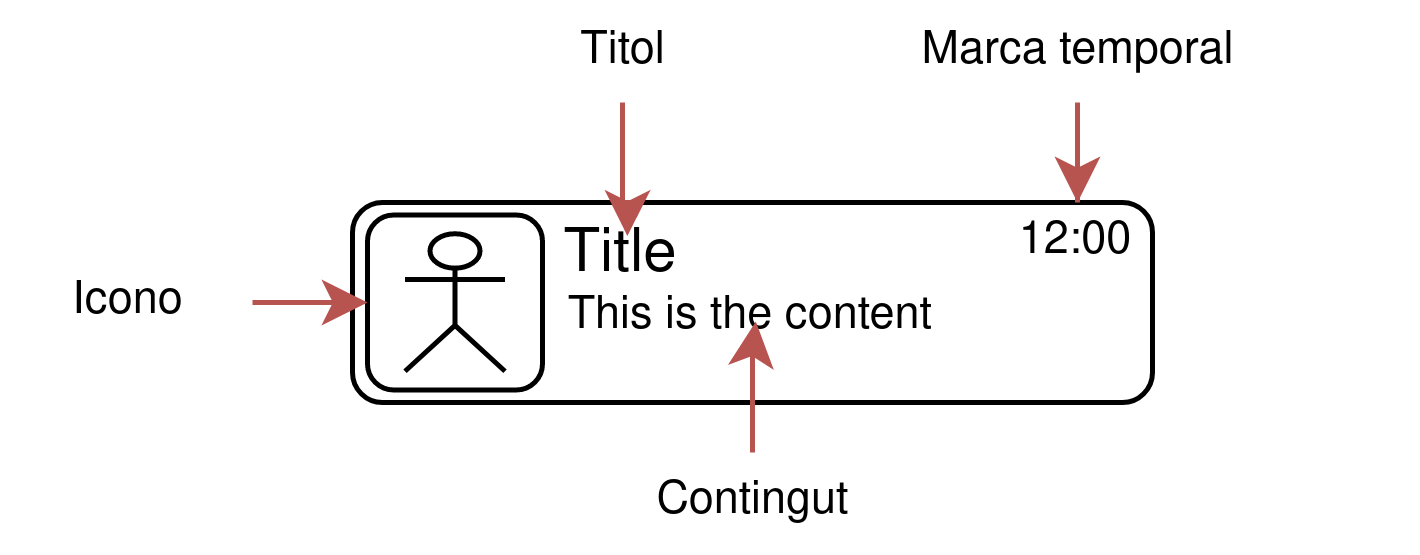 Titol
Marca temporal
Title
12:00
Icono
This is the content
Contingut